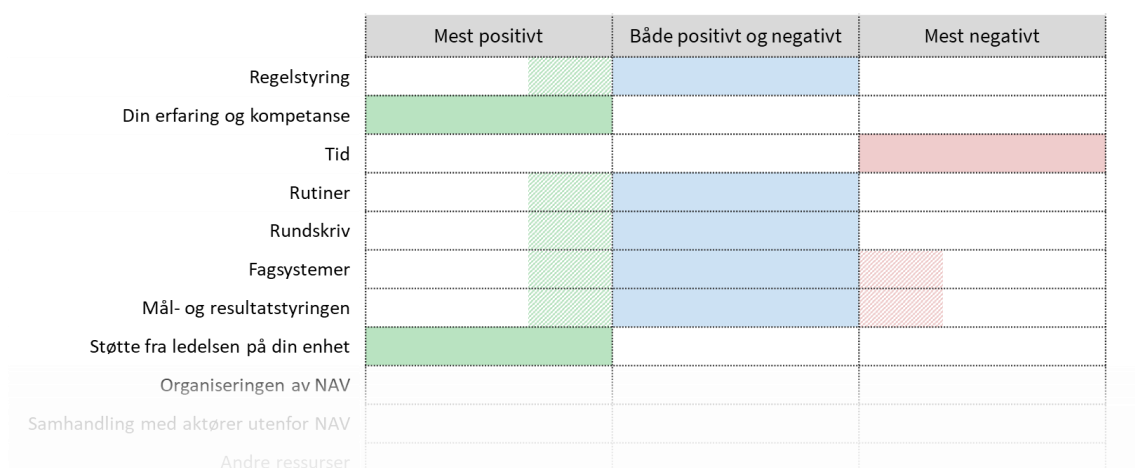 Mest positivt Både positivt og negativt Mest negativt
Regelstyring
Din erfaring og kompetanse
Tid
Rutiner
Rundskriv
Fagsystemer
Mål- og resultatstyringen
Støtte fra ledelsen på din enhet
Organiseringen av NAV
Samhandling med aktører utenfor NAV
Andre ressurser